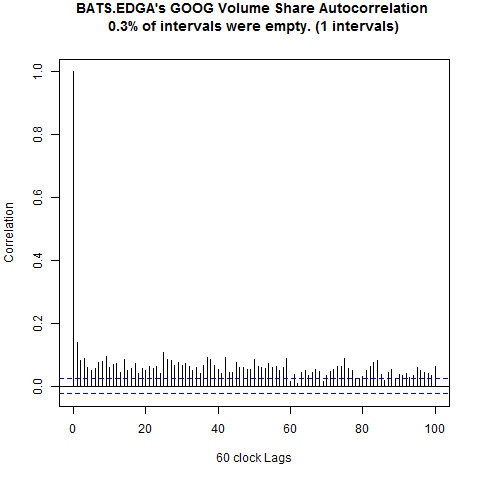 BATS.EDGA's GOOG Volume Share Autocorrelation
0.3% of intervals were empty. (1 intervals)
Correlation
1.0
0.8
0.6
0.4
0.2
0.0
0 20 40 60 80 100
60 clock Lags